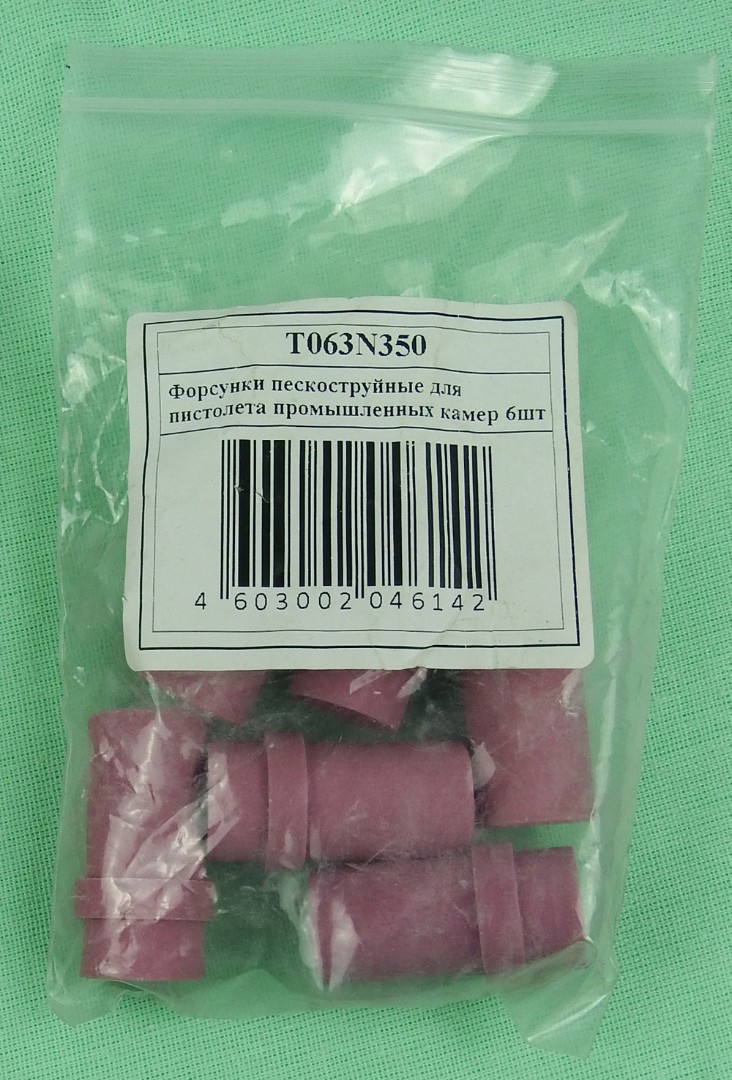 T063N350
Форсунки пескоструйные для
пистолета промышленных камер 6шт
4 603002 046142